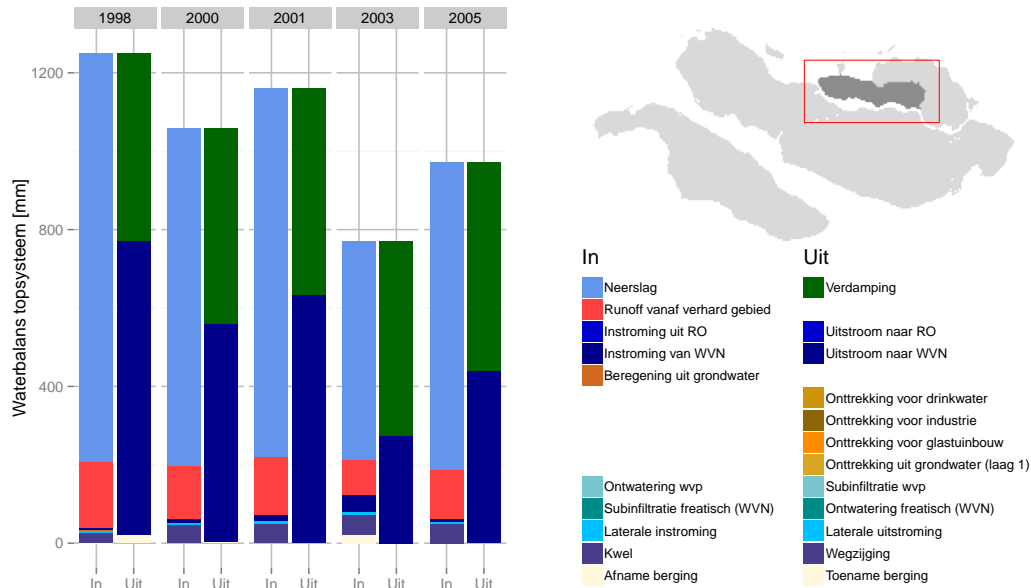 1998 2000 2001 2003 2005
Waterbalans topsysteem [mm]
1200
800
400
0
In Uit In Uit In Uit In Uit In Uit
In Uit
Neerslag Verdamping
Runoff vanaf verhard gebied
Instroming uit RO Uitstroom naar RO
Instroming van WVN Uitstroom naar WVN
Beregening uit grondwater
Onttrekking voor drinkwater
Onttrekking voor industrie
Onttrekking voor glastuinbouw
Onttrekking uit grondwater (laag 1)
Ontwatering wvp Subinfiltratie wvp
Subinfiltratie freatisch (WVN) Ontwatering freatisch (WVN)
Laterale instroming Laterale uitstroming
Kwel Wegzijging
Afname berging Toename berging